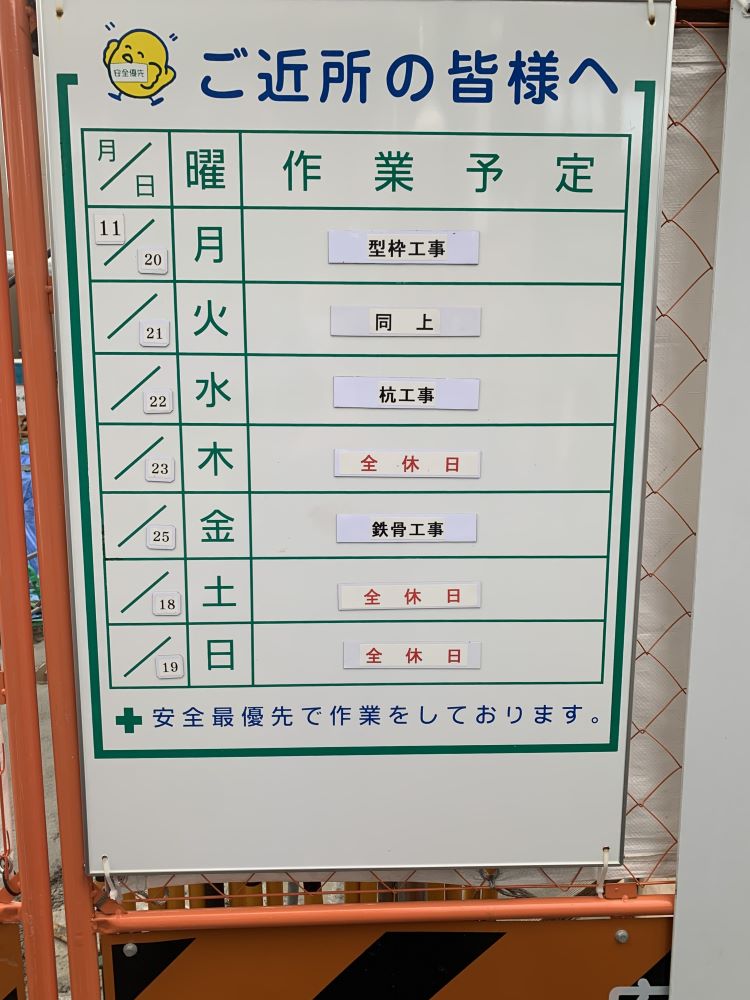 安全優先
ご近所の皆様へ
月/日 曜 作業予定
11/20 月 型枠工事
/21 火 同上
/22 水 杭工事
/23 木 全休日
/25 金 鉄骨工事
/18 土 全休日
/19 日 全休日
安全最優先で作業をしております。